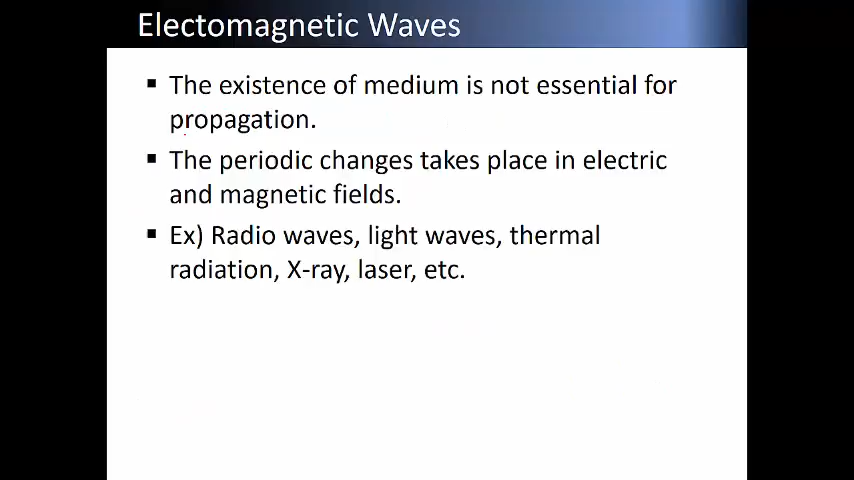 Electomagnetic Waves
▪ The existence of medium is not essential for
propagation.
▪ The periodic changes takes place in electric
and magnetic fields.
▪ Ex) Radio waves, light waves, thermal
radiation, X-ray, laser, etc.